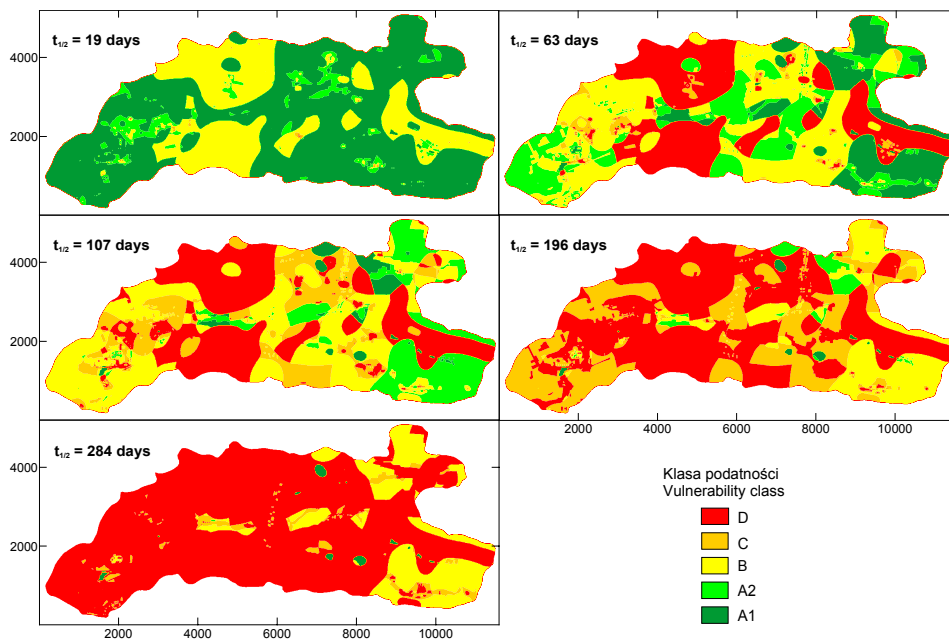 t1/2 = 19 days
t1/2 = 63 days
4000
2000
t1/2 = 107 days
t1/2 = 196 days
4000
2000
t1/2 = 284 days
2000
4000
6000
8000
10000
4000
2000
Klasa podatności
Vulnerability class
D
C
B
A2
A1
2000
4000
6000
8000
10000